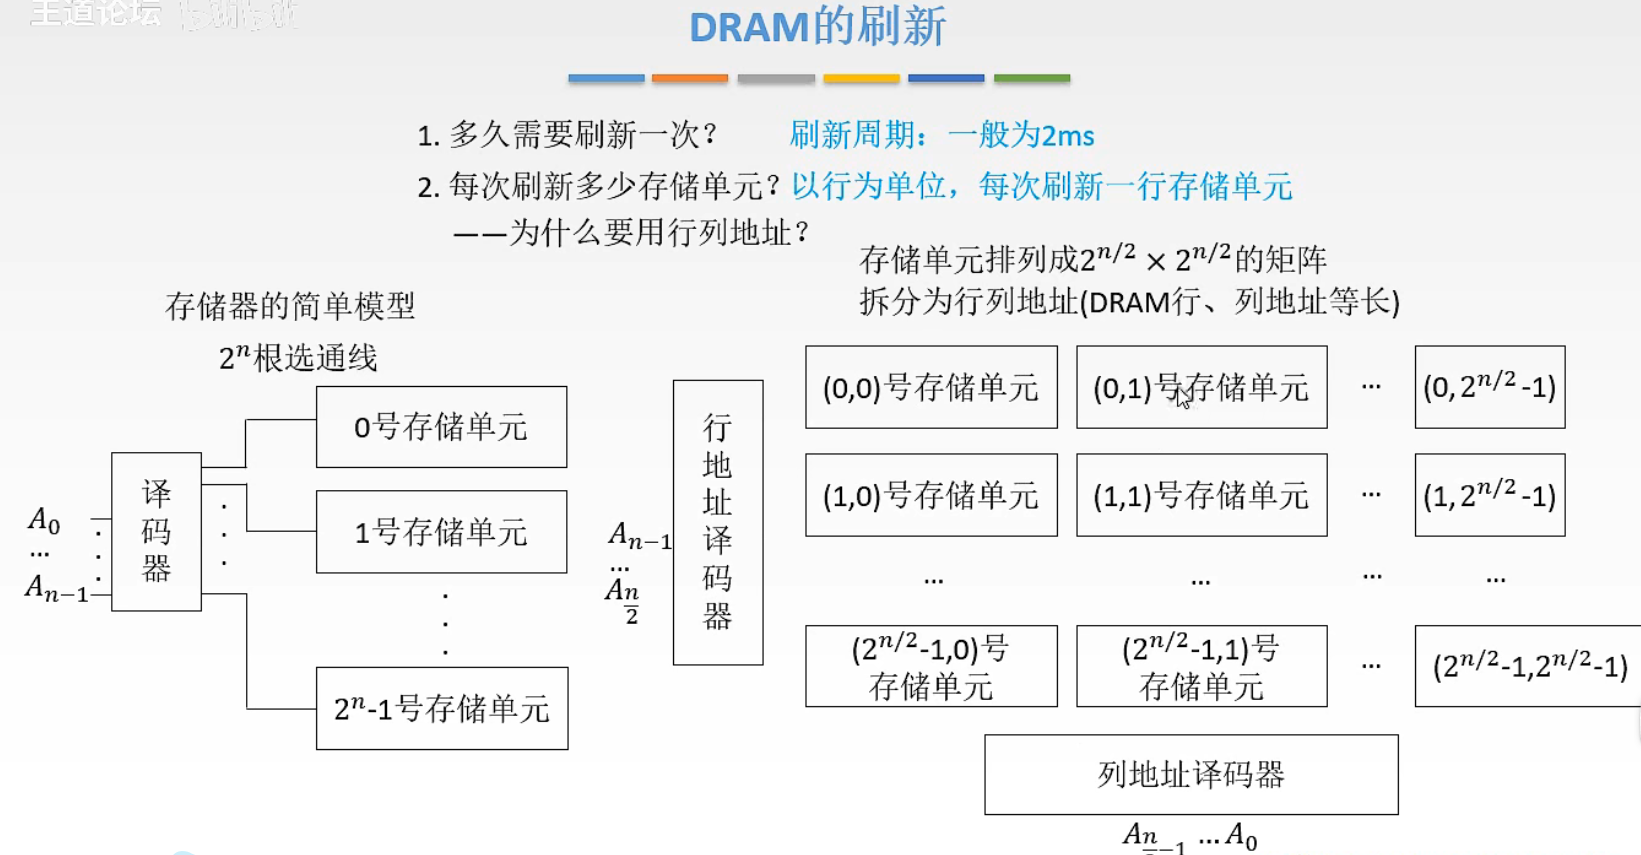 王道论坛 bilibili
DRAM的刷新
1. 多久需要刷新一次？ 刷新周期：一般为2ms
2. 每次刷新多少存储单元？以行为单位，每次刷新一行存储单元
——为什么要用行列地址？
存储单元排列成2^{n/2} × 2^{n/2}的矩阵
拆分为行列地址(DRAM行、列地址等长)
存储器的简单模型
2^n根选通线
译码器
A_0
...
A_{n-1}
0号存储单元
1号存储单元
2^n-1号存储单元
行地址译码器
A_{n-1}
...
A_{n/2}
(0,0)号存储单元 (0,1)号存储单元 ... (0, 2^{n/2}-1)
(1,0)号存储单元 (1,1)号存储单元 ... (1, 2^{n/2}-1)
... ... ... ...
(2^{n/2}-1,0)号 (2^{n/2}-1,1)号 ... (2^{n/2}-1,2^{n/2}-1)
存储单元 存储单元
列地址译码器
A_{n/2-1} ... A_0